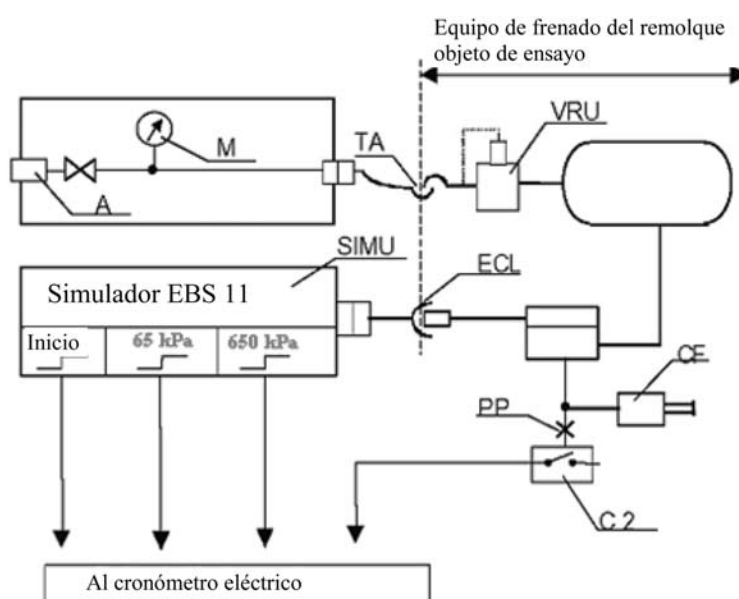 Equipo de frenado del remolque
objeto de ensayo
M
TA
VRU
A
SIMU
ECL
Simulador EBS 11
Inicio
65 kPa
650 kPa
CF
PP
C 2
Al cronómetro eléctrico